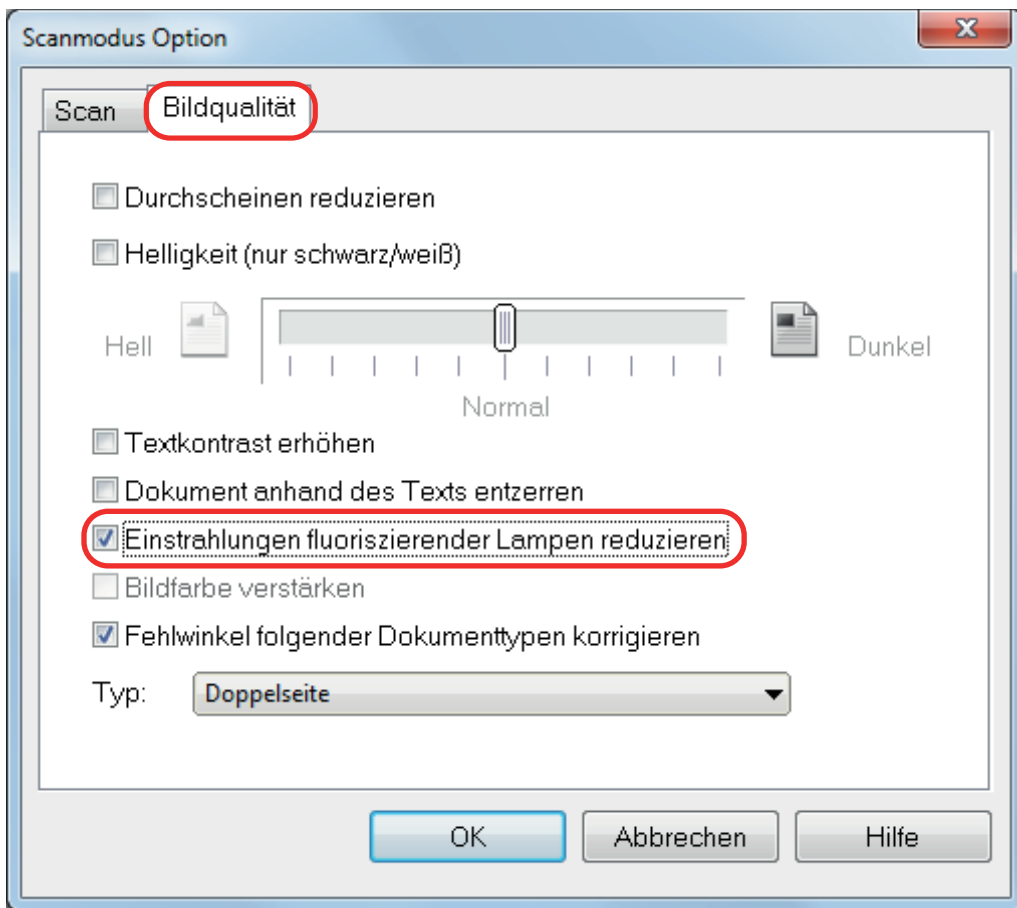 Scanmodus Option
Scan Bildqualität
Durchscheinen reduzieren
Helligkeit (nur schwarz/weiß)
Hell Dunkel
Normal
Textkontrast erhöhen
Dokument anhand des Texts entzerren
Einstrahlungen fluoriszierender Lampen reduzieren
Bildfarbe verstärken
Fehlwinkel folgender Dokumenttypen korrigieren
Typ: Doppelseite
OK Abbrechen Hilfe